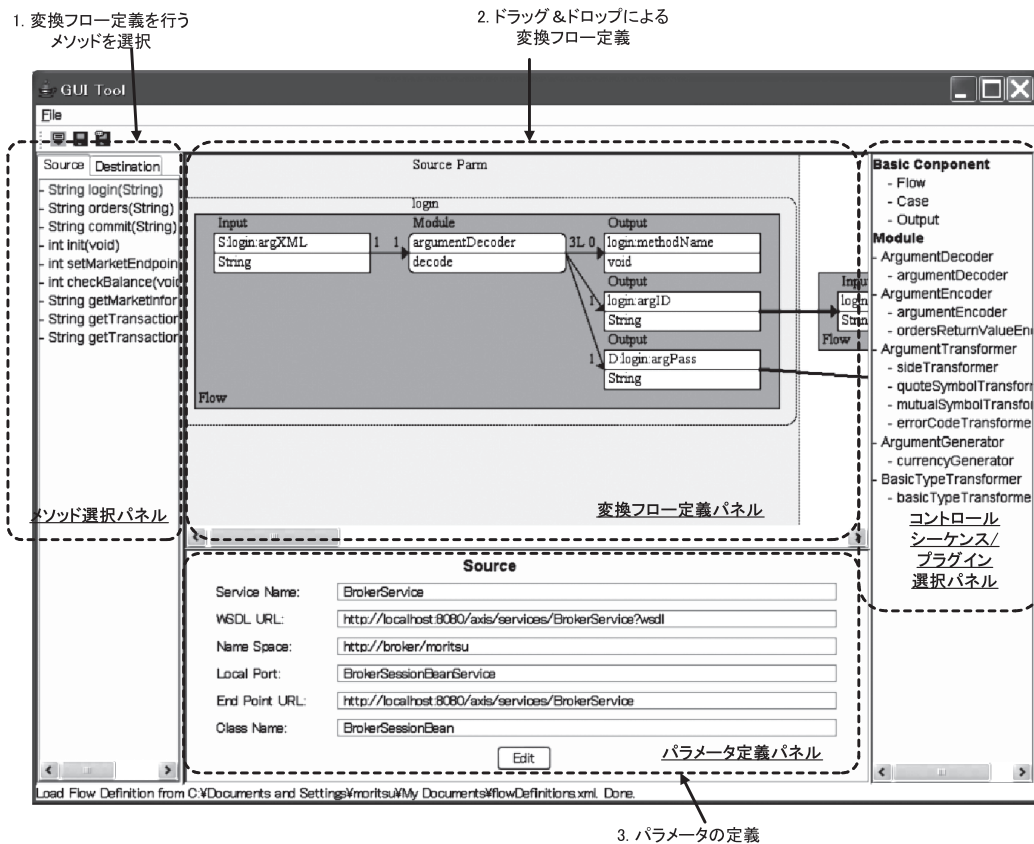 1. 変換フロー定義を行う
メソッドを選択
2. ドラッグ&ドロップによる
変換フロー定義
GUI Tool
File
Source Destination
- String login(String)
- String orders(String)
- String commit(String)
- int init(void)
- int setMarketEndpoin
- int checkBalance(void
- String getMarketInfor
- String getTransaction
- String getTransaction
メソッド選択パネル
Source Parm
login
Input
S:login:argXML
String
1 1
Module
argumentDecoder
decode
3L 0
Output
login:methodName
void
Output
1
login:argID
String
Output
1
D:login:argPass
String
Flow
Inpu
login
Strin
Flow
変換フロー定義パネル
Basic Conponent
- Flow
- Case
- Output
Module
- ArgumentDecoder
- argumentDecoder
- ArgumentEncoder
- argumentEncoder
- ordersReturnValueEn
- ArgumentTransformer
- sideTransformer
- quoteSymbolTransfor
- mutualSymbolTransfo
- errorCodeTransforme
- ArgumentGenerator
- currencyGenerator
- BasicTypeTransformer
- basicTypeTransforme
コントロール
シーケンス/
プラグイン
選択パネル
Source
Service Name: BrokerService
WSDL URL: http://localhost:8080/axis/services/BrokerService?wsdl
Name Space: http://broker/moritsu
Local Port: BrokerSessionBeanService
End Point URL: http://localhost:8080/axis/services/BrokerService
Class Name: BrokerSessionBean
Edit
パラメータ定義パネル
Load Flow Definition from C:¥Documents and Settings¥moritsu¥My Documents¥flowDefinitions.xml. Done.
3. パラメータの定義